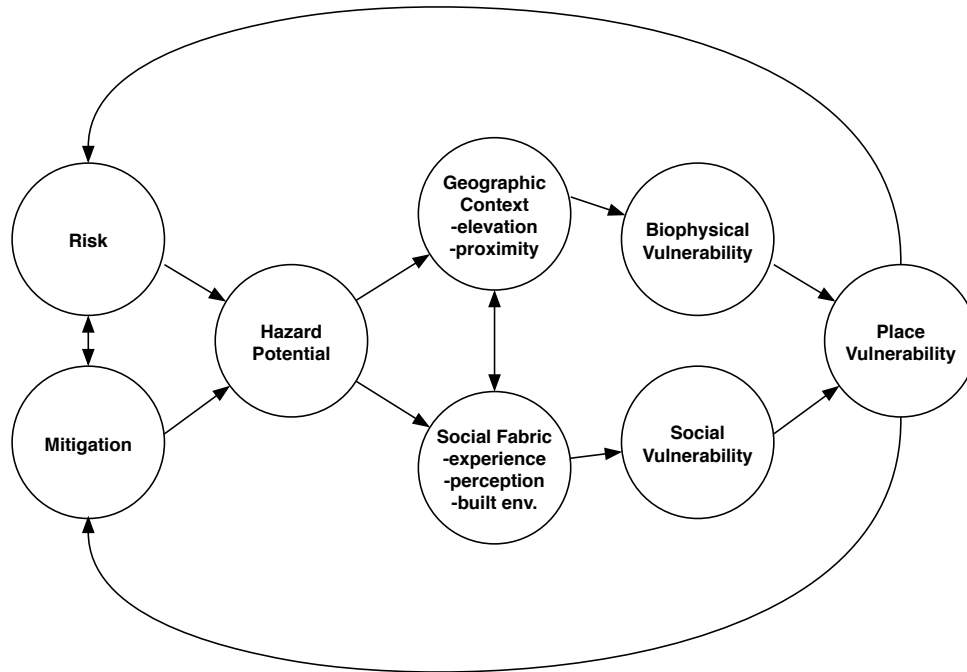 Risk
Mitigation
Hazard
Potential
Geographic
Context
-elevation
-proximity
Social Fabric
-experience
-perception
-built env.
Biophysical
Vulnerability
Social
Vulnerability
Place
Vulnerability